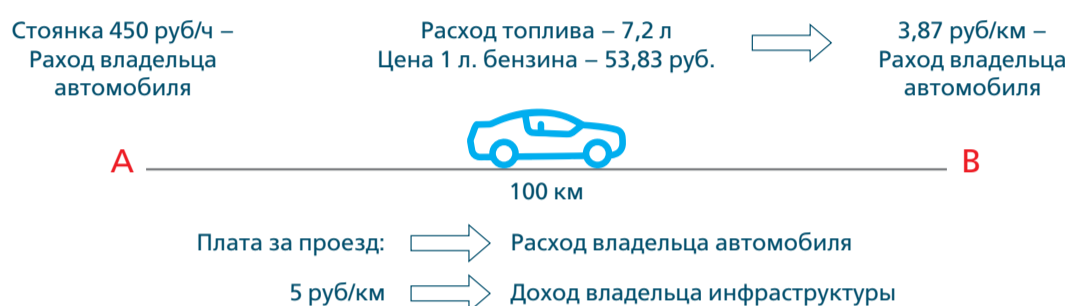 Стоянка 450 руб/ч –
Раход владельца
автомобиля
Расход топлива – 7,2 л
Цена 1 л. бензина – 53,83 руб.
3,87 руб/км –
Раход владельца
автомобиля
А
В
100 км
Плата за проезд:
Расход владельца автомобиля
5 руб/км
Доход владельца инфраструктуры